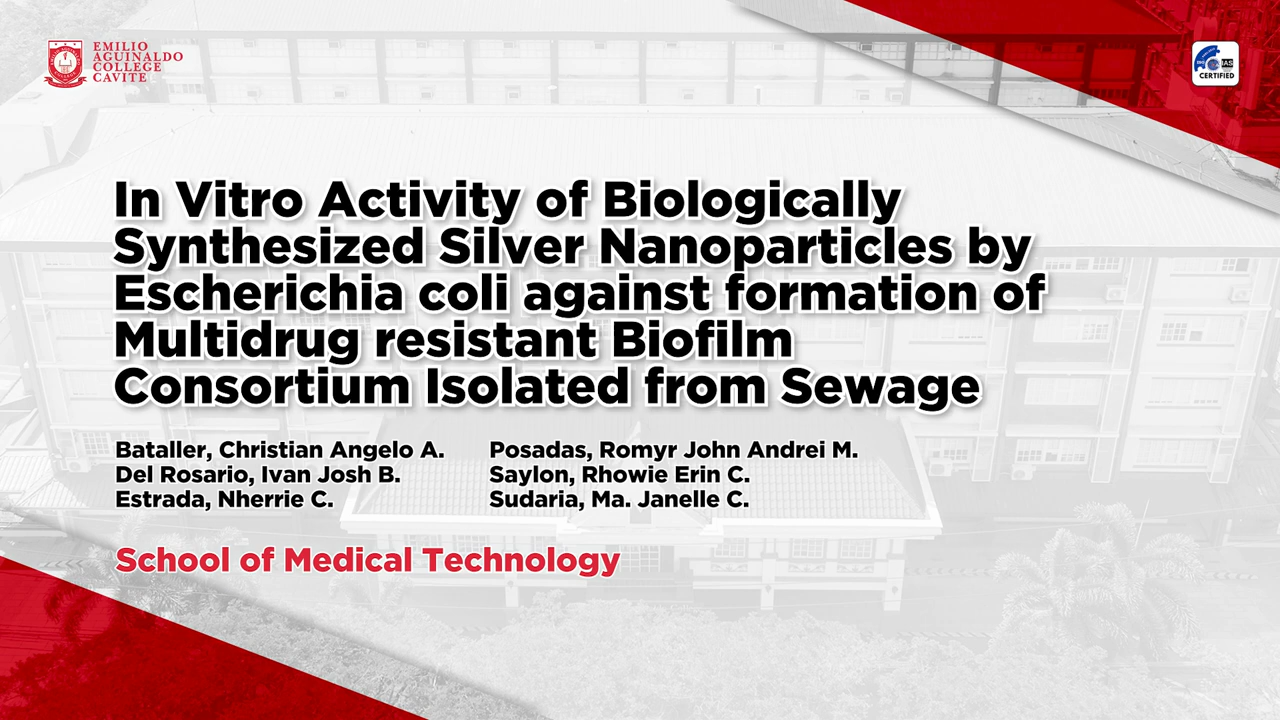 EMILIO
AGUINALDO
COLLEGE
CAVITE
CERTIFIED
In Vitro Activity of Biologically
Synthesized Silver Nanoparticles by
Escherichia coli against formation of
Multidrug resistant Biofilm
Consortium Isolated from Sewage
Bataller, Christian Angelo A.
Del Rosario, Ivan Josh B.
Estrada, Nherrie C.
Posadas, Romyr John Andrei M.
Saylon, Rhowie Erin C.
Sudaria, Ma. Janelle C.
School of Medical Technology